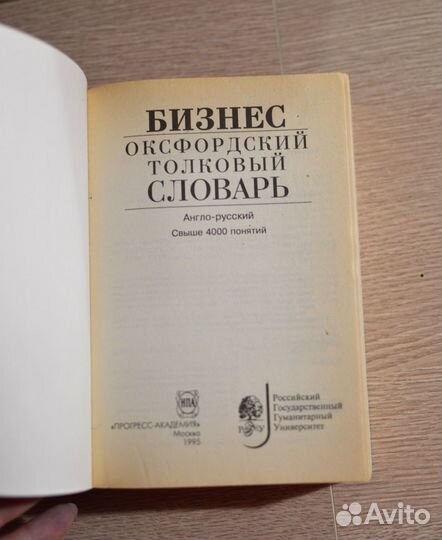 БИЗНЕС
ОКСФОРДСКИЙ
ТОЛКОВЫЙ
СЛОВАРЬ
Англо-русский
Свыше 4000 понятий
ИПА
«ПРОГРЕСС-АКАДЕМИЯ»
Москва
1995
Российский
Государственный
Гуманитарный
Университет
Avito